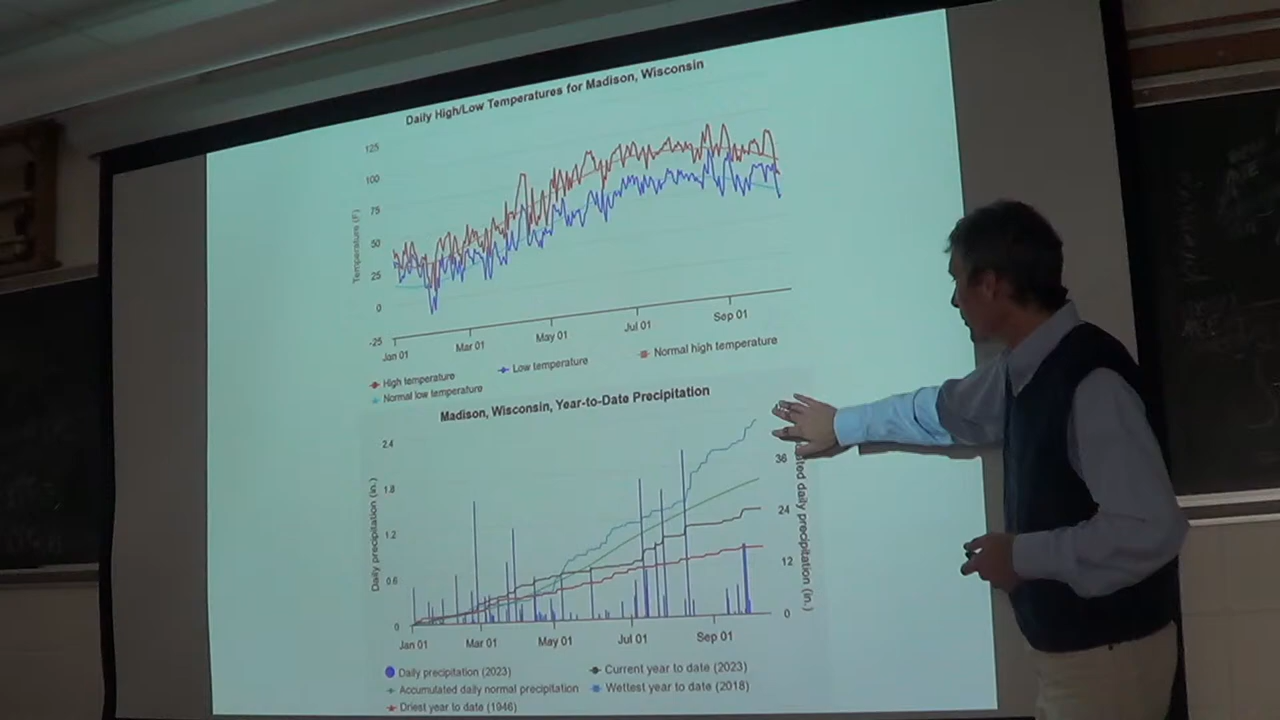 Daily High/Low Temperatures for Madison, Wisconsin
125
100
75
50
25
0
-25
Temperature (F)
Jan 01
Mar 01
May 01
Jul 01
Sep 01
High temperature
Low temperature
Normal high temperature
Normal low temperature
Madison, Wisconsin, Year-to-Date Precipitation
2.4
1.8
1.2
0.6
0
Daily precipitation (in.)
36
24
12
0
daily precipitation (in.)
Jan 01
Mar 01
May 01
Jul 01
Sep 01
Daily precipitation (2023)
Current year to date (2023)
Accumulated daily normal precipitation
Wettest year to date (2018)
Driest year to date (1946)